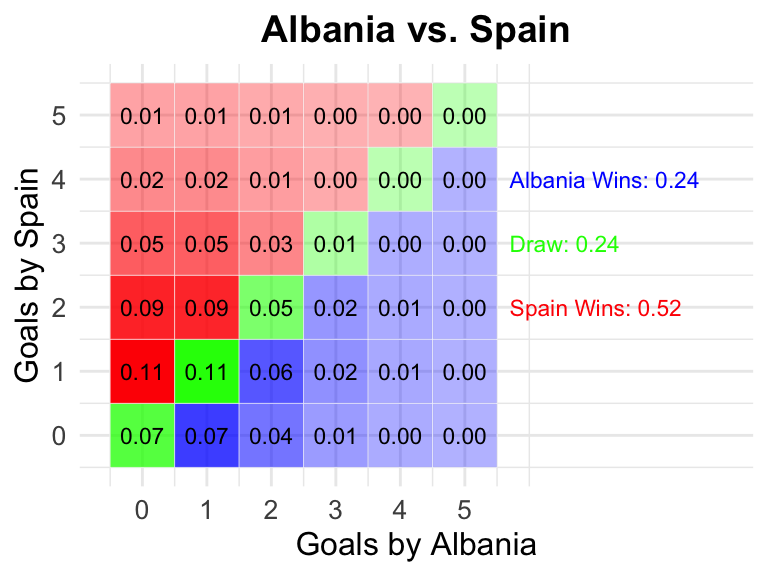 Albania vs. Spain
5 0.01 0.01 0.01 0.00 0.00 0.00
4 0.02 0.02 0.01 0.00 0.00 0.00 Albania Wins: 0.24
3 0.05 0.05 0.03 0.01 0.00 0.00 Draw: 0.24
2 0.09 0.09 0.05 0.02 0.01 0.00 Spain Wins: 0.52
1 0.11 0.11 0.06 0.02 0.01 0.00
0 0.07 0.07 0.04 0.01 0.00 0.00
0 1 2 3 4 5
Goals by Albania
Goals by Spain